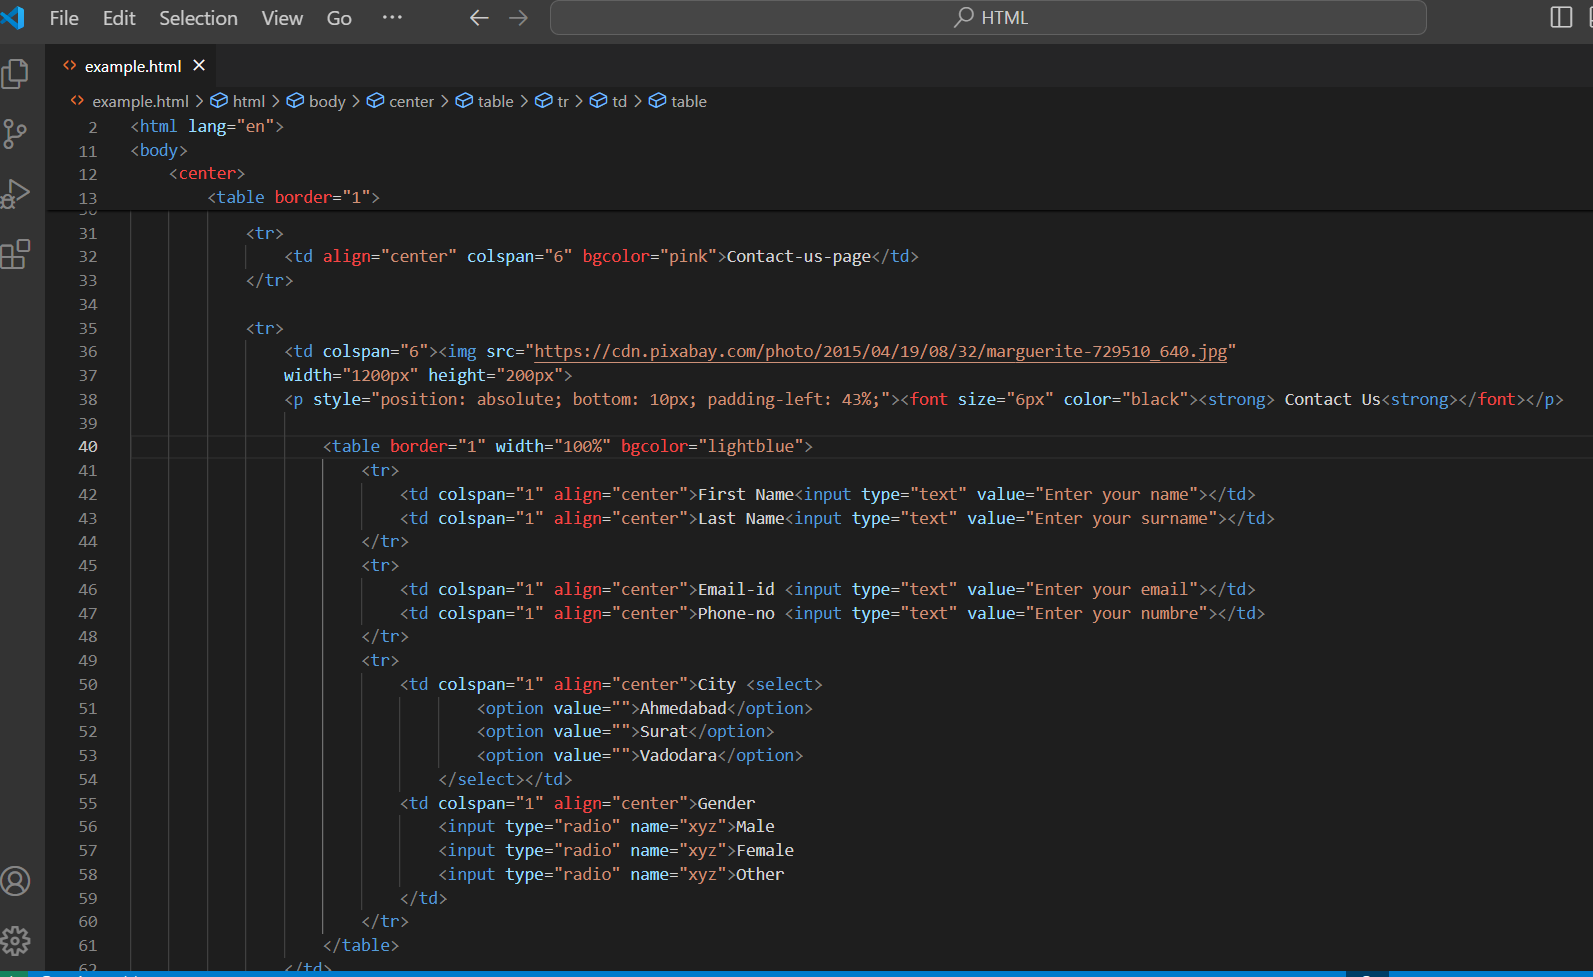 File Edit Selection View Go ··· HTML
example.html
example.html > html > body > center > table > tr > td > table
2 <html lang="en">
11 <body>
12 <center>
13 <table border="1">
31 <tr>
32 <td align="center" colspan="6" bgcolor="pink">Contact-us-page</td>
33 </tr>
34
35 <tr>
36 <td colspan="6"><img src="https://cdn.pixabay.com/photo/2015/04/19/08/32/marguerite-729510_640.jpg"
37 width="1200px" height="200px">
38 <p style="position: absolute; bottom: 10px; padding-left: 43%;"><font size="6px" color="black"><strong> Contact Us<strong></font></p>
39
40 <table border="1" width="100%" bgcolor="lightblue">
41 <tr>
42 <td colspan="1" align="center">First Name<input type="text" value="Enter your name"></td>
43 <td colspan="1" align="center">Last Name<input type="text" value="Enter your surname"></td>
44 </tr>
45 <tr>
46 <td colspan="1" align="center">Email-id <input type="text" value="Enter your email"></td>
47 <td colspan="1" align="center">Phone-no <input type="text" value="Enter your numbre"></td>
48 </tr>
49 <tr>
50 <td colspan="1" align="center">City <select>
51 <option value="">Ahmedabad</option>
52 <option value="">Surat</option>
53 <option value="">Vadodara</option>
54 </select></td>
55 <td colspan="1" align="center">Gender
56 <input type="radio" name="xyz">Male
57 <input type="radio" name="xyz">Female
58 <input type="radio" name="xyz">Other
59 </td>
60 </tr>
61 </table>
62 </td>